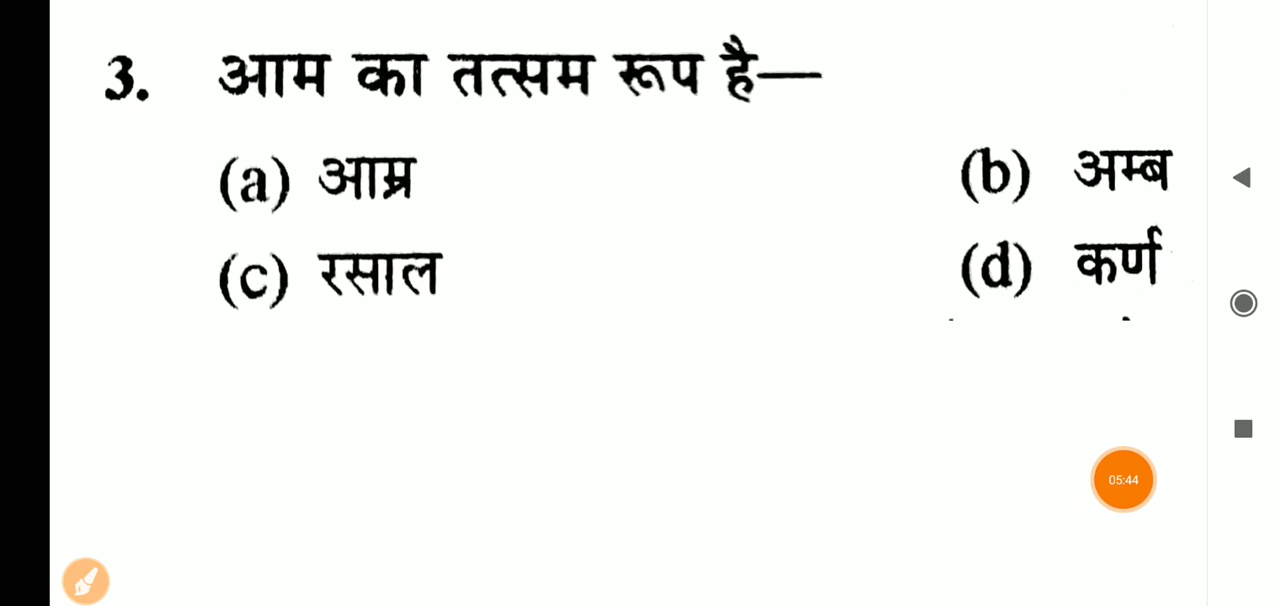 3. आम का तत्सम रूप है—
(a) आम्र (b) अम्ब
(c) रसाल (d) कर्ण
05:44